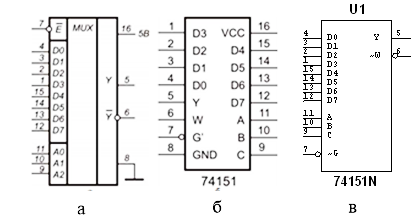 7 E̅ MUX 16 5В
4 D0
3 D1
2 D2
1 D3 Y 5
15 D4
14 D5
13 D6 Y̅ 6
12 D7
11 A0 8
10 A1
9 A2
а
1 D3 VCC 16
2 D2 D4 15
3 D1 D5 14
4 D0 D6 13
5 Y D7 12
6 W A 11
7 G' B 10
8 GND C 9
74151
б
U1
4 D0 Y 5
3 D1
2 D2 ~W 6
1 D3
15 D4
14 D5
13 D6
12 D7
11 A
10 B
9 C
7 ~G
74151N
в